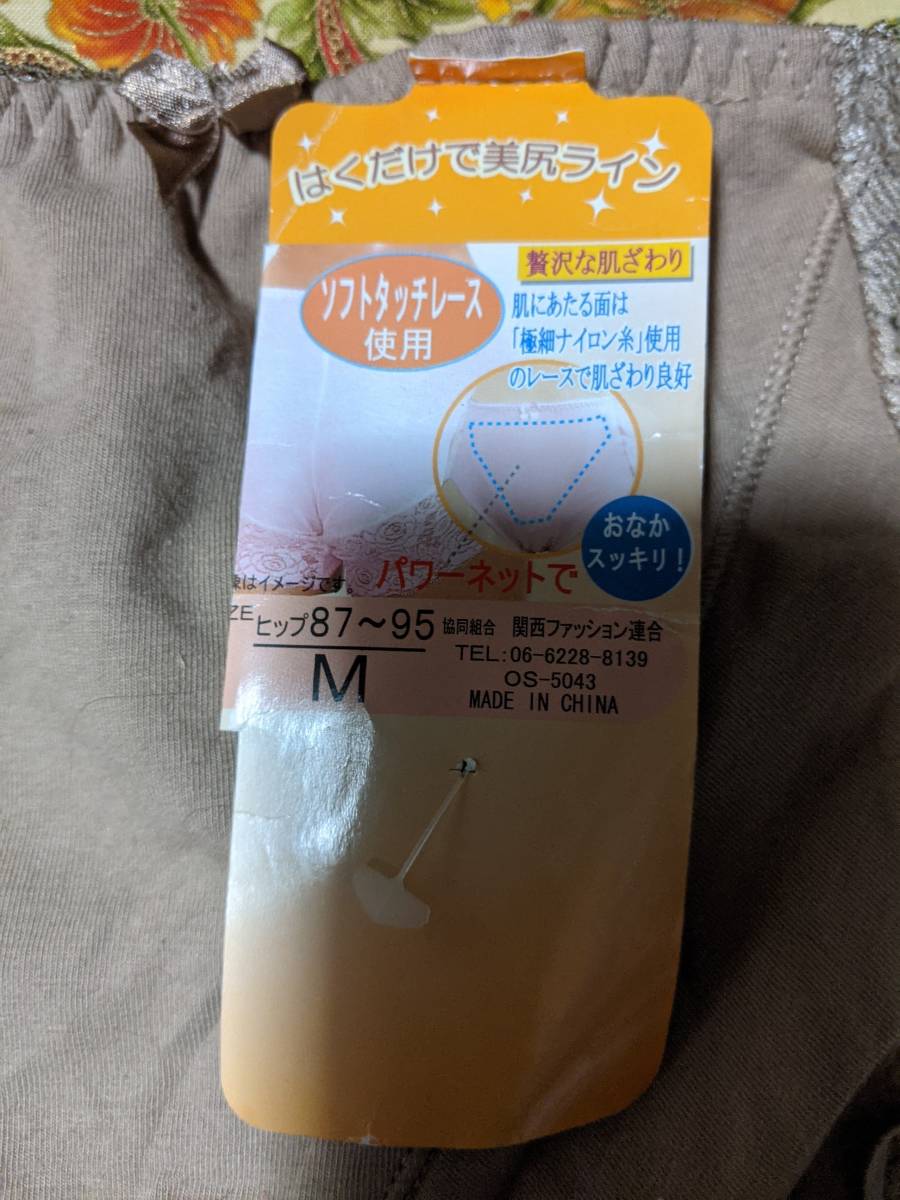 はくだけで美尻ライン
贅沢な肌ざわり
ソフトタッチレース
使用
肌にあたる面は
「極細ナイロン糸」使用
のレースで肌ざわり良好
おなか
スッキリ!
パワーネットで
はイメージです。
ZE
ヒップ87～95
M
協同組合 関西ファッション連合
TEL:06-6228-8139
OS-5043
MADE IN CHINA